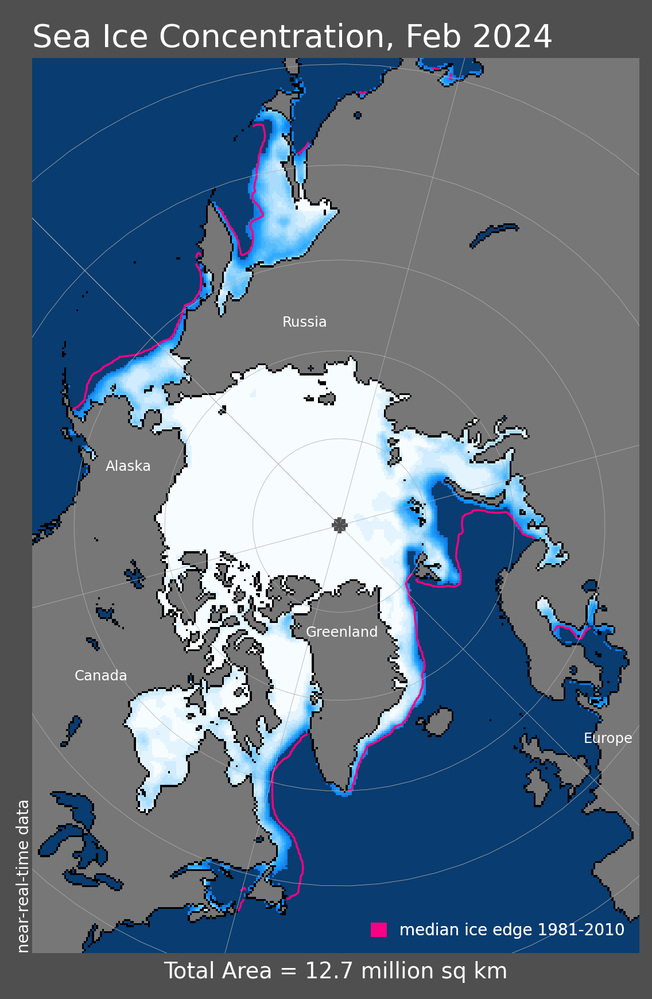 Sea Ice Concentration, Feb 2024
Russia
Alaska
Greenland
Canada
Europe
near-real-time data
median ice edge 1981-2010
Total Area = 12.7 million sq km